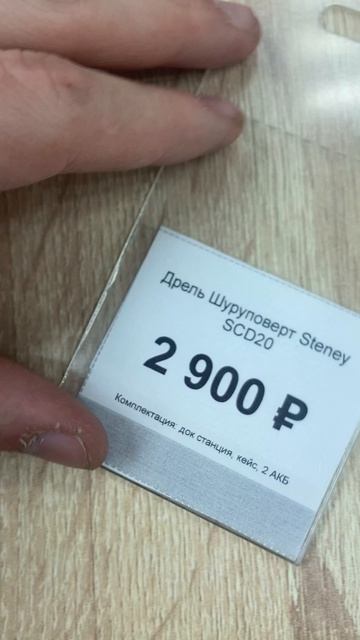 Дрель Шуруповерт Steney
SCD20
2 900 ₽
Комплектация: док станция, кейс, 2 АКБ